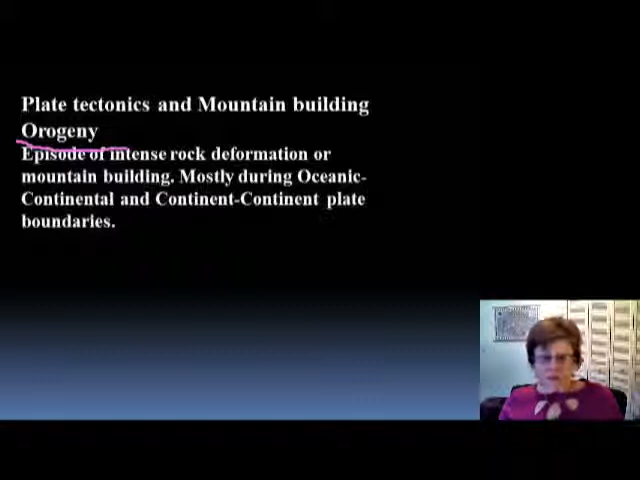 Plate tectonics and Mountain building
Orogeny
Episode of intense rock deformation or
mountain building. Mostly during Oceanic-
Continental and Continent-Continent plate
boundaries.